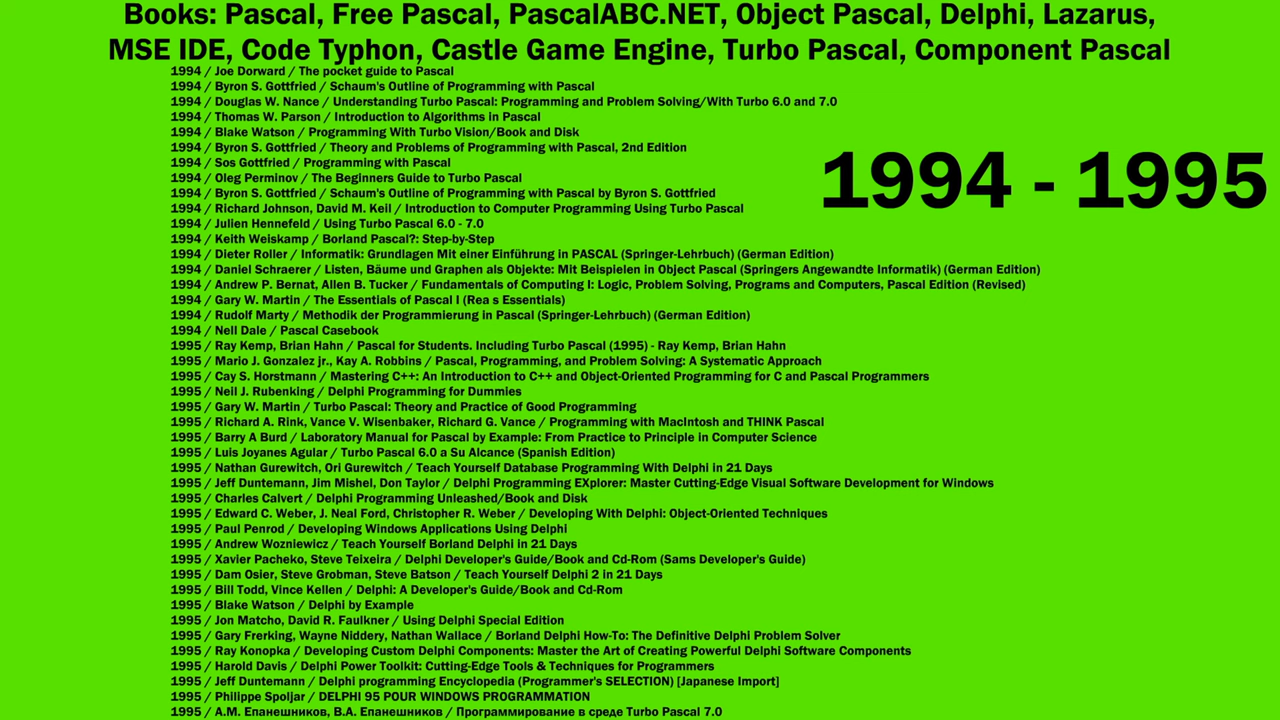 Books: Pascal, Free Pascal, PascalABC.NET, Object Pascal, Delphi, Lazarus,
MSE IDE, Code Typhon, Castle Game Engine, Turbo Pascal, Component Pascal
1994 / Joe Dorward / The pocket guide to Pascal
1994 / Byron S. Gottfried / Schaum's Outline of Programming with Pascal
1994 / Douglas W. Nance / Understanding Turbo Pascal: Programming and Problem Solving/With Turbo 6.0 and 7.0
1994 / Thomas W. Parson / Introduction to Algorithms in Pascal
1994 / Blake Watson / Programming With Turbo Vision/Book and Disk
1994 / Byron S. Gottfried / Theory and Problems of Programming with Pascal, 2nd Edition
1994 / Sos Gottfried / Programming with Pascal
1994 / Oleg Perminov / The Beginners Guide to Turbo Pascal
1994 / Byron S. Gottfried / Schaum's Outline of Programming with Pascal by Byron S. Gottfried
1994 / Richard Johnson, David M. Keil / Introduction to Computer Programming Using Turbo Pascal
1994 - 1995
1994 / Julien Hennefeld / Using Turbo Pascal 6.0 - 7.0
1994 / Keith Weiskamp / Borland Pascal?: Step-by-Step
1994 / Dieter Roller / Informatik: Grundlagen Mit einer Einführung in PASCAL (Springer-Lehrbuch) (German Edition)
1994 / Daniel Schraerer / Listen, Bäume und Graphen als Objekte: Mit Beispielen in Object Pascal (Springers Angewandte Informatik) (German Edition)
1994 / Andrew P. Bernat, Allen B. Tucker / Fundamentals of Computing I: Logic, Problem Solving, Programs and Computers, Pascal Edition (Revised)
1994 / Gary W. Martin / The Essentials of Pascal I (Rea s Essentials)
1994 / Rudolf Marty / Methodik der Programmierung in Pascal (Springer-Lehrbuch) (German Edition)
1994 / Nell Dale / Pascal Casebook
1995 / Ray Kemp, Brian Hahn / Pascal for Students. Including Turbo Pascal (1995) - Ray Kemp, Brian Hahn
1995 / Mario J. Gonzalez jr., Kay A. Robbins / Pascal, Programming, and Problem Solving: A Systematic Approach
1995 / Cay S. Horstmann / Mastering C++: An Introduction to C++ and Object-Oriented Programming for C and Pascal Programmers
1995 / Neil J. Rubenking / Delphi Programming for Dummies
1995 / Gary W. Martin / Turbo Pascal: Theory and Practice of Good Programming
1995 / Richard A. Rink, Vance V. Wisenbaker, Richard G. Vance / Programming with MacIntosh and THINK Pascal
1995 / Barry A Burd / Laboratory Manual for Pascal by Example: From Practice to Principle in Computer Science
1995 / Luis Joyanes Agular / Turbo Pascal 6.0 a Su Alcance (Spanish Edition)
1995 / Nathan Gurewitch, Ori Gurewitch / Teach Yourself Database Programming With Delphi in 21 Days
1995 / Jeff Duntemann, Jim Mishel, Don Taylor / Delphi Programming EXplorer: Master Cutting-Edge Visual Software Development for Windows
1995 / Charles Calvert / Delphi Programming Unleashed/Book and Disk
1995 / Edward C. Weber, J. Neal Ford, Christopher R. Weber / Developing With Delphi: Object-Oriented Techniques
1995 / Paul Penrod / Developing Windows Applications Using Delphi
1995 / Andrew Wozniewicz / Teach Yourself Borland Delphi in 21 Days
1995 / Xavier Pacheko, Steve Teixeira / Delphi Developer's Guide/Book and Cd-Rom (Sams Developer's Guide)
1995 / Dam Osier, Steve Grobman, Steve Batson / Teach Yourself Delphi 2 in 21 Days
1995 / Bill Todd, Vince Kellen / Delphi: A Developer's Guide/Book and Cd-Rom
1995 / Blake Watson / Delphi by Example
1995 / Jon Matcho, David R. Faulkner / Using Delphi Special Edition
1995 / Gary Frerking, Wayne Niddery, Nathan Wallace / Borland Delphi How-To: The Definitive Delphi Problem Solver
1995 / Ray Konopka / Developing Custom Delphi Components: Master the Art of Creating Powerful Delphi Software Components
1995 / Harold Davis / Delphi Power Toolkit: Cutting-Edge Tools & Techniques for Programmers
1995 / Jeff Duntemann / Delphi programming Encyclopedia (Programmer's SELECTION) [Japanese Import]
1995 / Philippe Spoljar / DELPHI 95 POUR WINDOWS PROGRAMMATION
1995 / А.М. Епанешников, В.А. Епанешников / Программирование в среде Turbo Pascal 7.0